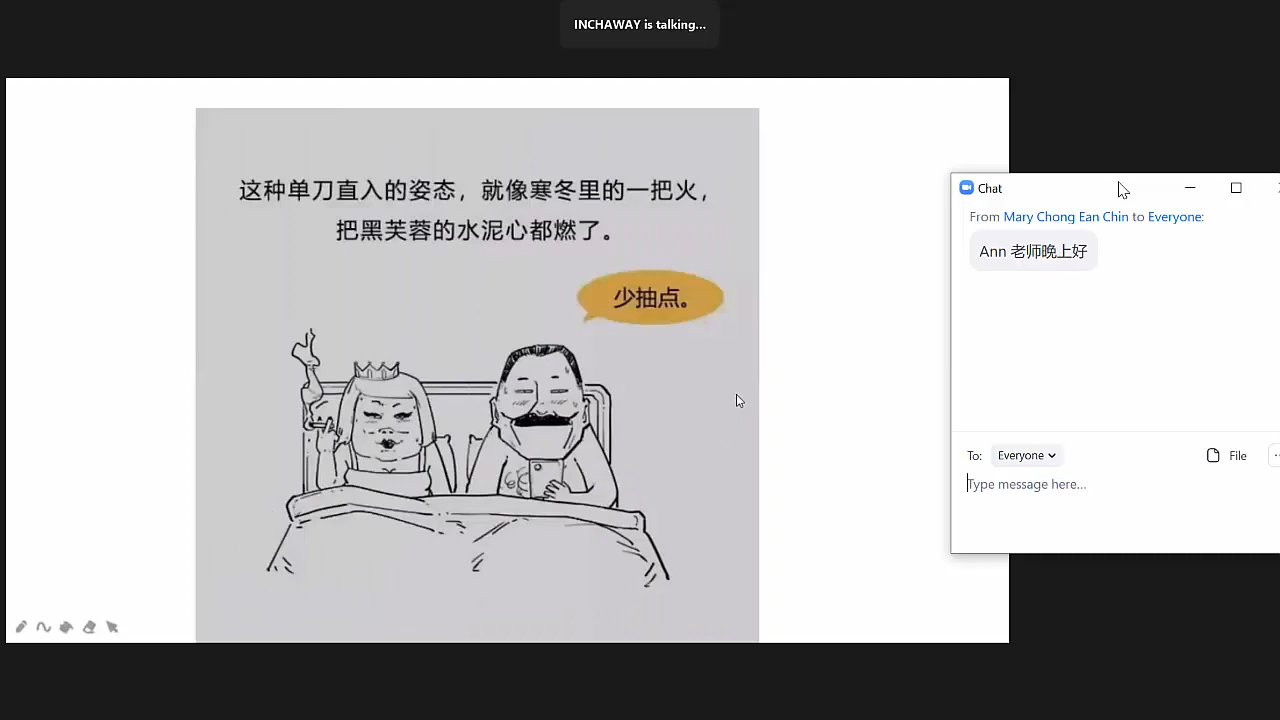 INCHAWAY is talking...
这种单刀直入的姿态，就像寒冬里的一把火，
把黑芙蓉的水泥心都燃了。
少抽点。
Chat
From Mary Chong Ean Chin to Everyone:
Ann 老师晚上好
To: Everyone
File
Type message here...